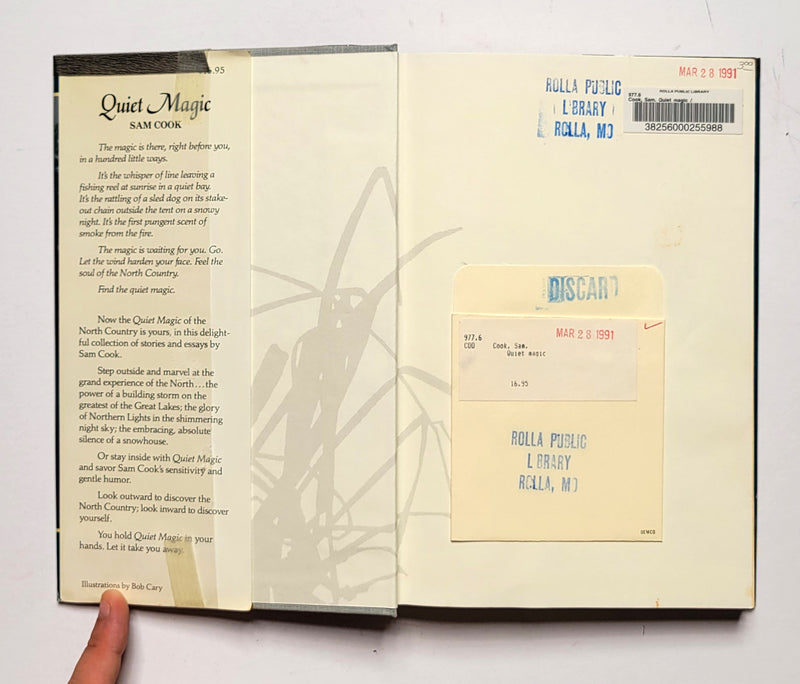 .95
Quiet Magic
SAM COOK
The magic is there, right before you,
in a hundred little ways.
It's the whisper of line leaving a
fishing reel at sunrise in a quiet bay.
It's the rattling of a sled dog on its stake-
out chain outside the tent on a snowy
night. It's the first pungent scent of
smoke from the fire.
The magic is waiting for you. Go.
Let the wind harden your face. Feel the
soul of the North Country.
Find the quiet magic.
Now the Quiet Magic of the
North Country is yours, in this delight-
ful collection of stories and essays by
Sam Cook.
Step outside and marvel at the
grand experience of the North...the
power of a building storm on the
greatest of the Great Lakes; the glory
of Northern Lights in the shimmering
night sky; the embracing, absolute
silence of a snowhouse.
Or stay inside with Quiet Magic
and savor Sam Cook's sensitivity and
gentle humor.
Look outward to discover the
North Country; look inward to discover
yourself.
You hold Quiet Magic in your
hands. Let it take you away.
Illustrations by Bob Cary
MAR 28 1991
ROLLA PUBLIC
LIBRARY
ROLLA, MO
ROLLA PUBLIC LIBRARY
977.6
Cook, Sam. Quiet magic /
38256000255988
DISCARD
MAR 28 1991
977.6
COO Cook, Sam.
Quiet magic
16.95
ROLLA PUBLIC
L BRARY
ROLLA, MO
DEMCO